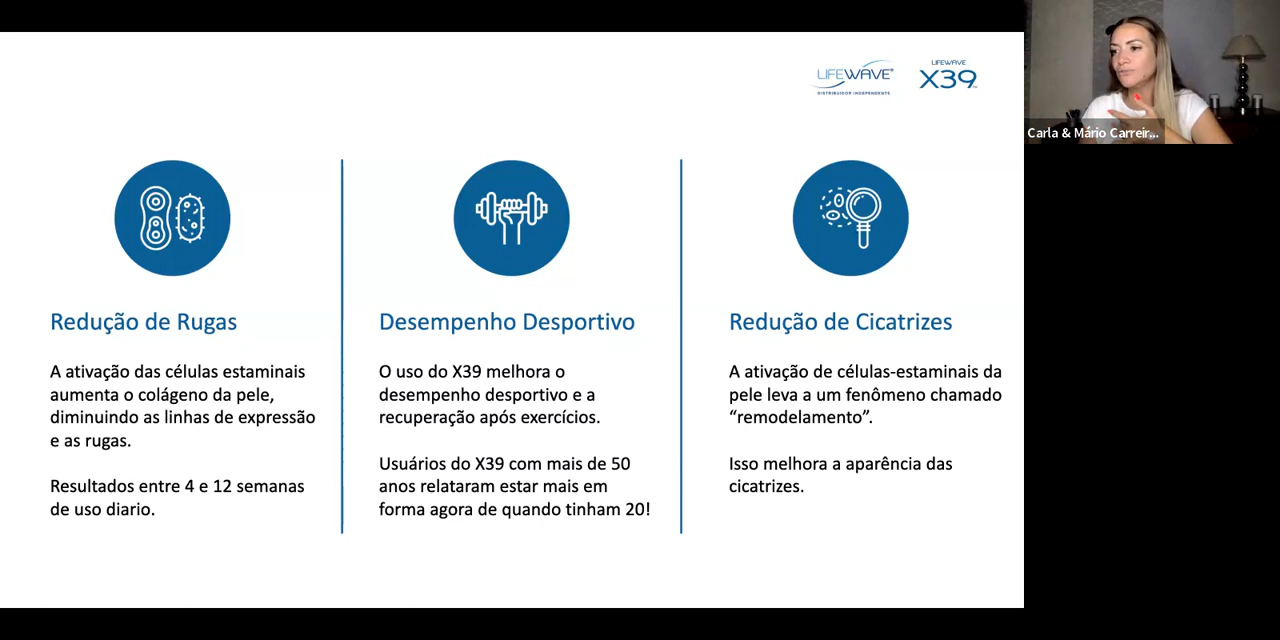 LIFEWAVE®
DISTRIBUIDOR INDEPENDENTE
LIFEWAVE
X39
Carla & Mário Carreir...
Redução de Rugas
A ativação das células estaminais
aumenta o colágeno da pele,
diminuindo as linhas de expressão
e as rugas.
Resultados entre 4 e 12 semanas
de uso diario.
Desempenho Desportivo
O uso do X39 melhora o
desempenho desportivo e a
recuperação após exercícios.
Usuários do X39 com mais de 50
anos relataram estar mais em
forma agora de quando tinham 20!
Redução de Cicatrizes
A ativação de células-estaminais da
pele leva a um fenômeno chamado
“remodelamento”.
Isso melhora a aparência das
cicatrizes.